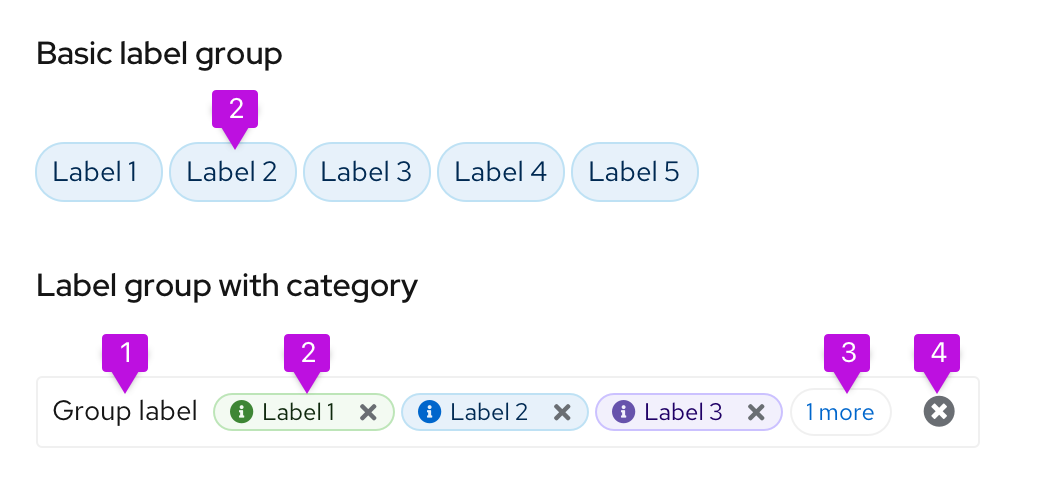 Basic label group
2
Label 1 Label 2 Label 3 Label 4 Label 5
Label group with category
1 2 3 4
Group label Label 1 Label 2 Label 3 1 more